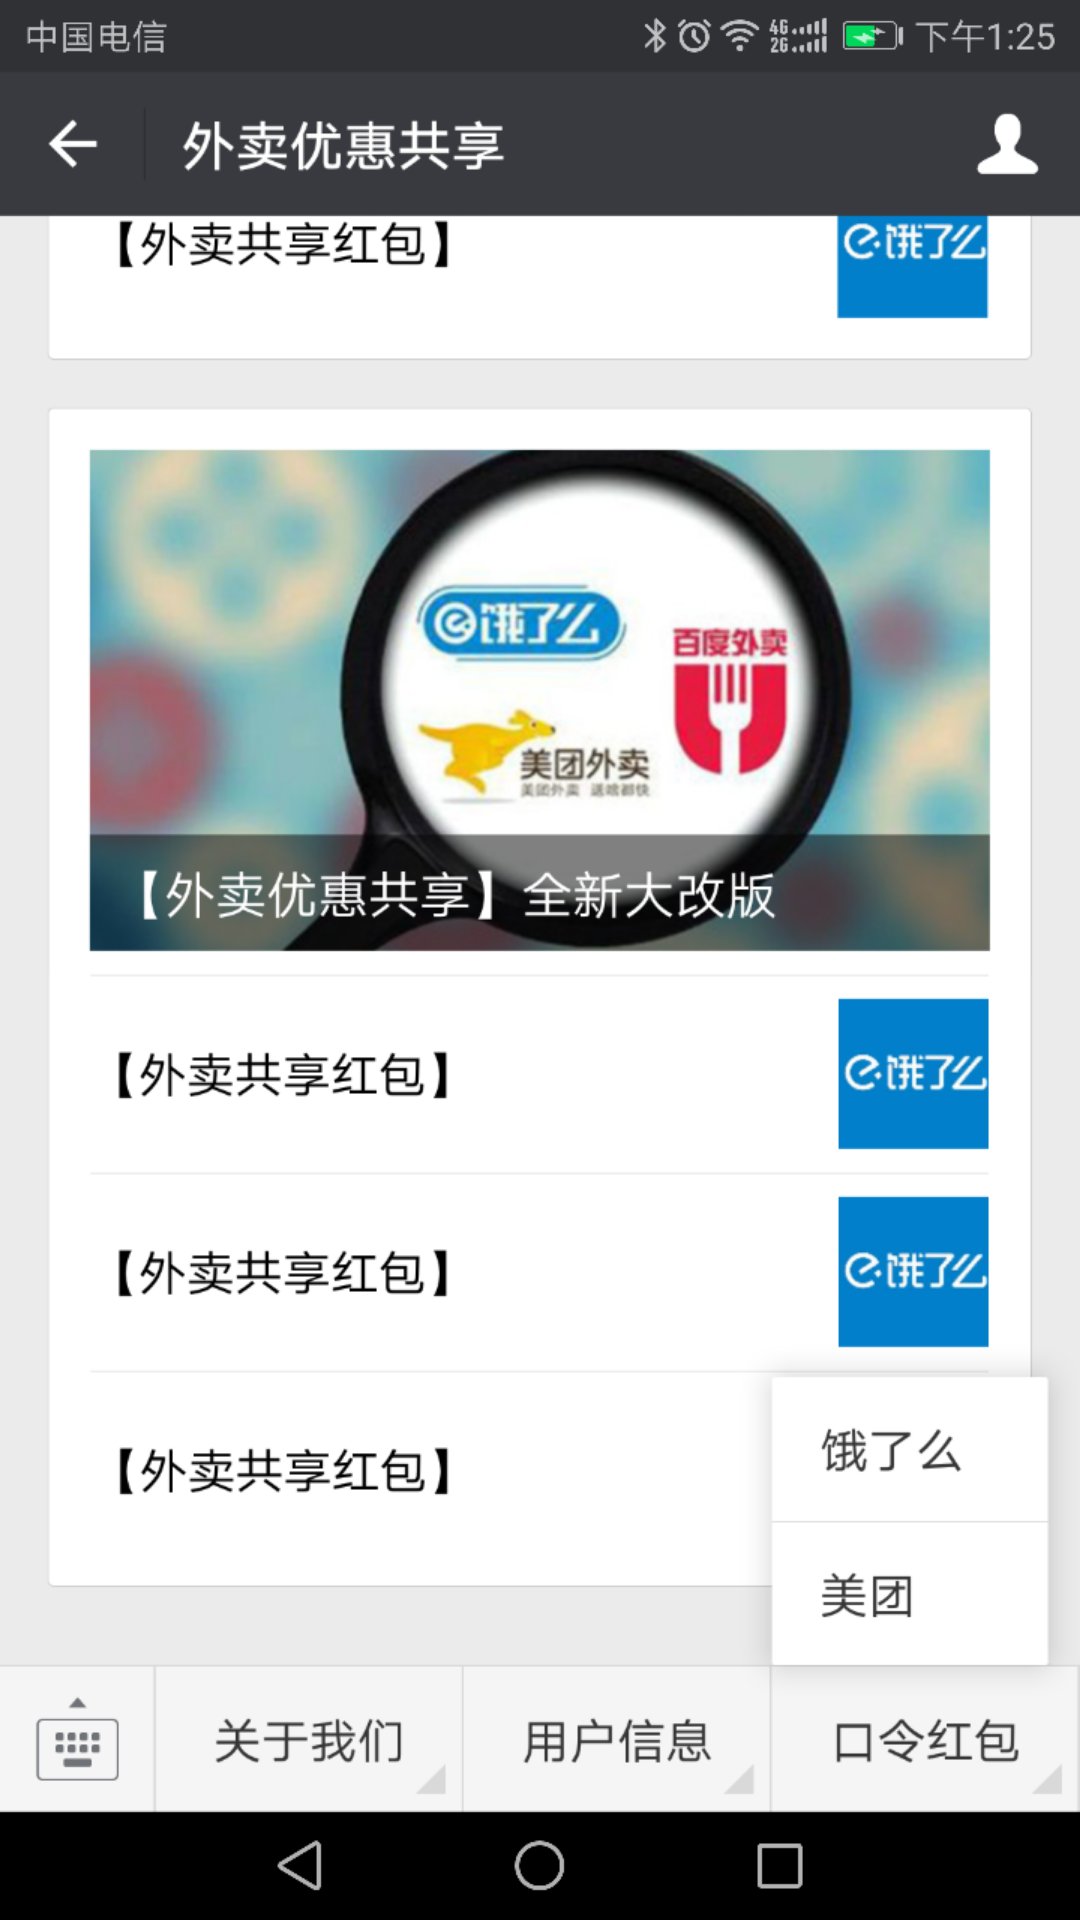 中国电信
4G
2G
下午1:25
外卖优惠共享
【外卖共享红包】
饿了么
饿了么
百度外卖
美团外卖
美团外卖 送啥都快
【外卖优惠共享】全新大改版
【外卖共享红包】
饿了么
【外卖共享红包】
饿了么
【外卖共享红包】
饿了么
美团
关于我们
用户信息
口令红包